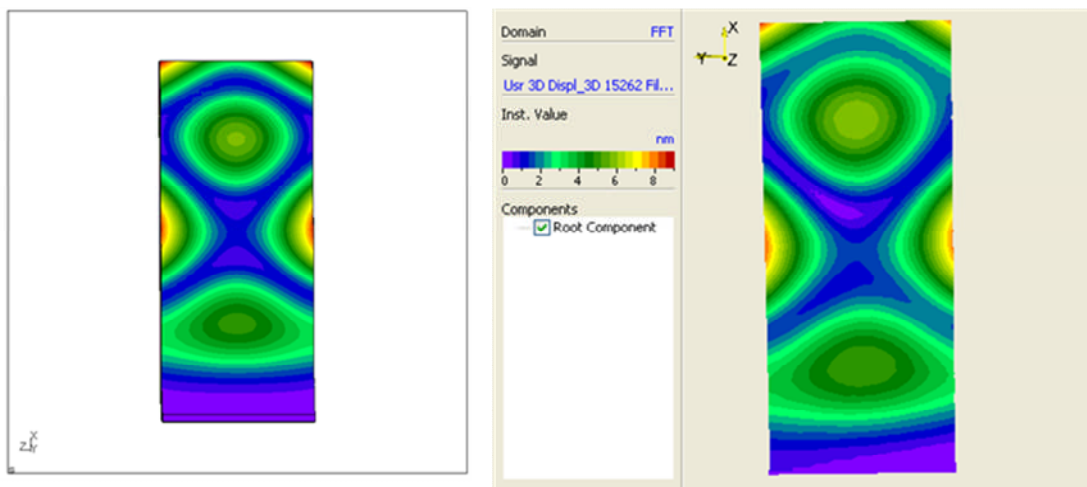 X
Z
Y
Domain FFT
Signal
Usr 3D Displ_3D 15262 Fil...
Inst. Value
nm
0 2 4 6 8
Components
Root Component
X
Y Z